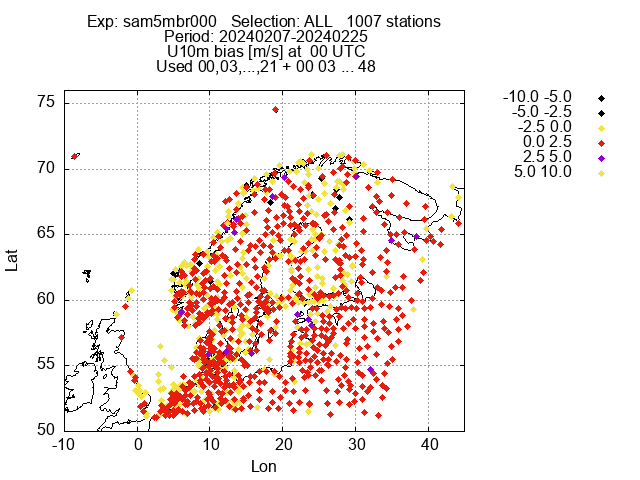 Exp: sam5mbr000   Selection: ALL   1007 stations
Period: 20240207-20240225
U10m bias [m/s] at  00 UTC
Used 00,03,...,21 + 00 03 ... 48
-10.0 -5.0
-5.0 -2.5
-2.5 0.0
0.0 2.5
2.5 5.0
5.0 10.0
75
70
65
60
55
50
Lat
-10 0 10 20 30 40
Lon